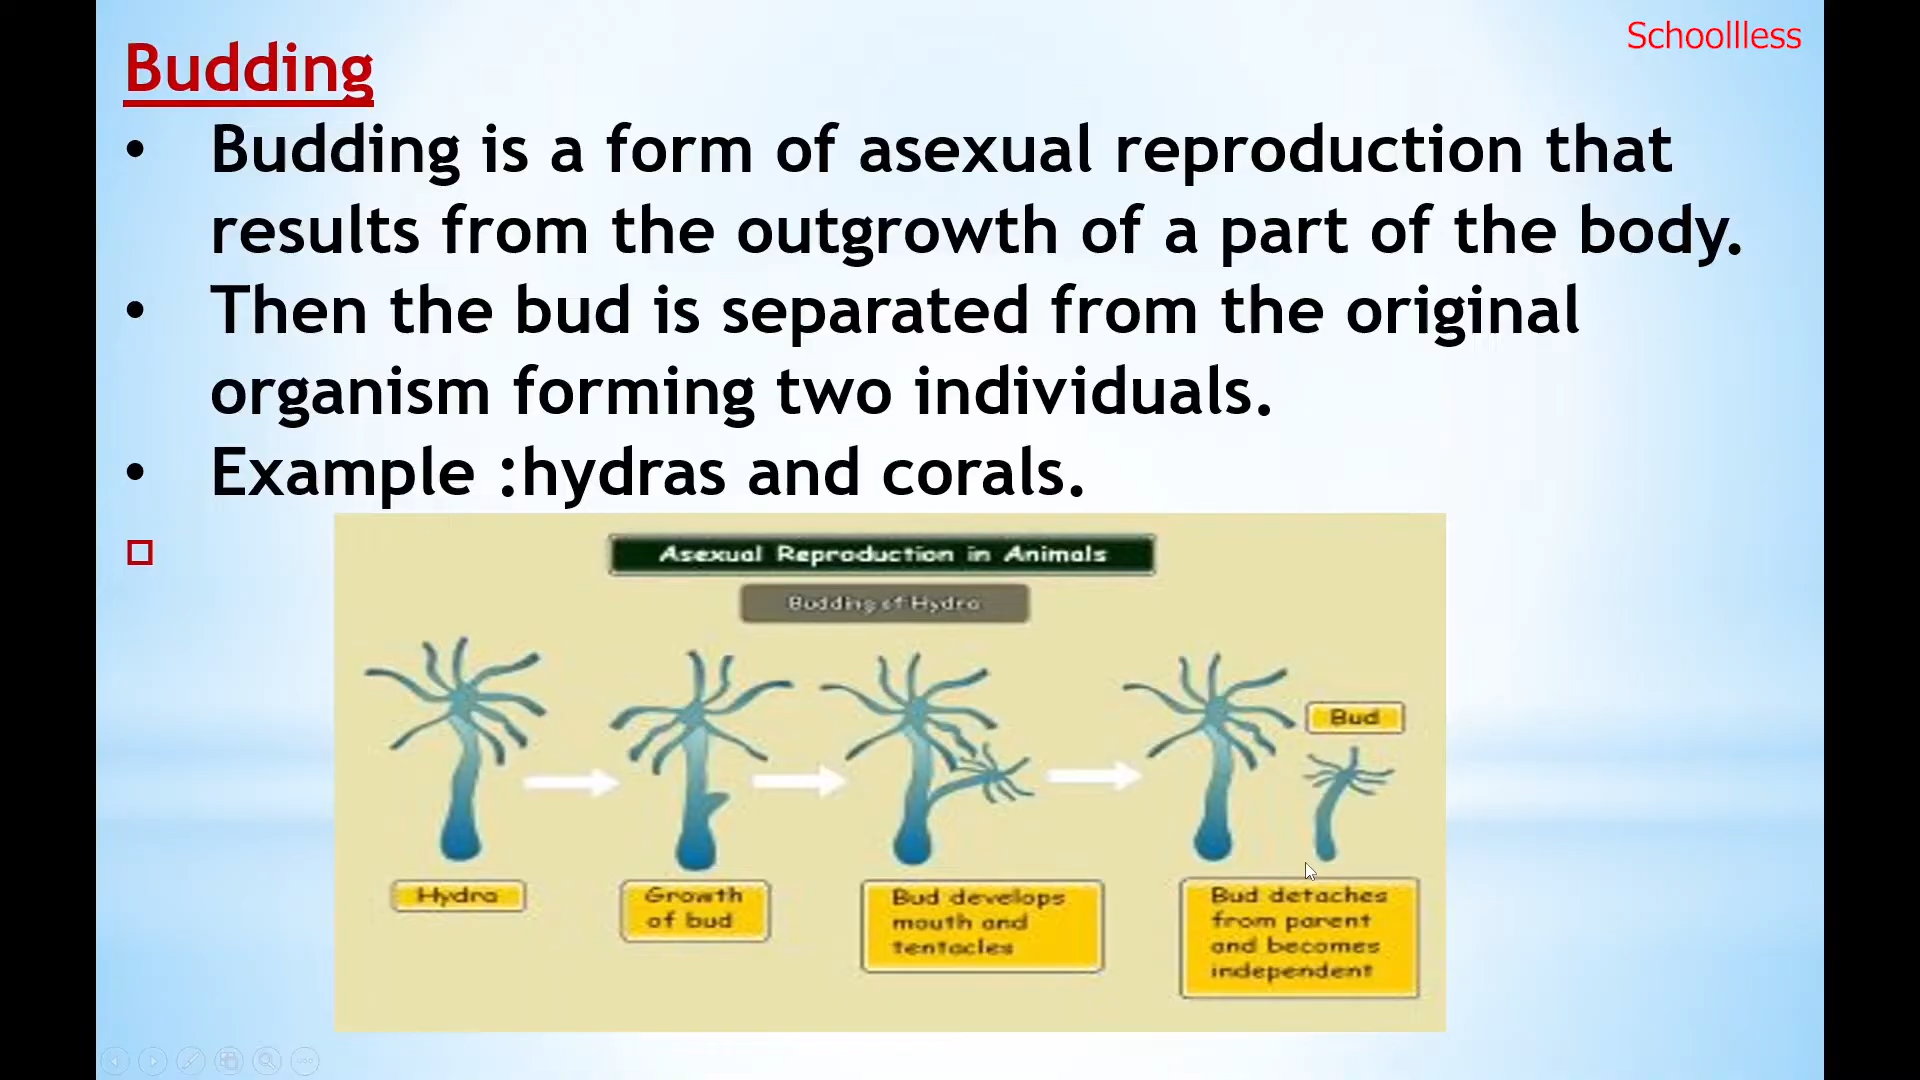 Schoollless
Budding
• Budding is a form of asexual reproduction that
results from the outgrowth of a part of the body.
• Then the bud is separated from the original
organism forming two individuals.
• Example :hydras and corals.
Asexual Reproduction in Animals
Budding of Hydra
Bud
Hydra
Growth
of bud
Bud develops
mouth and
tentacles
Bud detaches
from parent
and becomes
independent